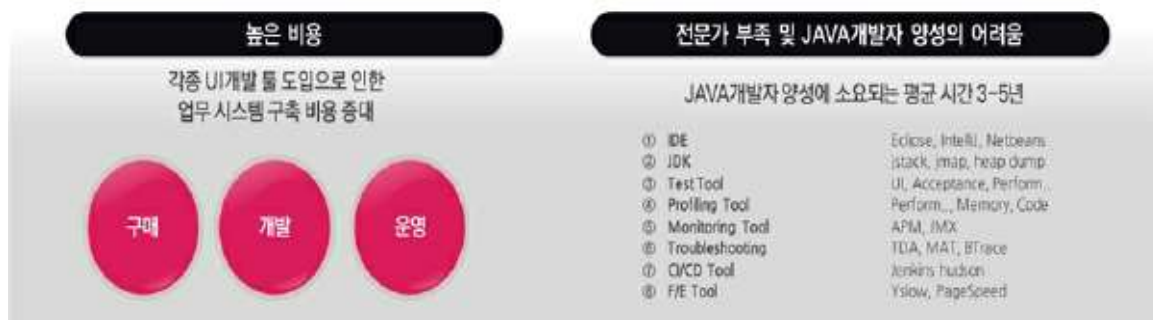 높은 비용
각종 UI개발 툴 도입으로 인한
업무 시스템 구축 비용 증대
구매
개발
운영
전문가 부족 및 JAVA개발자 양성의 어려움
JAVA개발자 양성에 소요되는 평균 시간 3-5년
① IDE Eclipse, IntelliJ, Netbeans
② JDK jstack, jmap, heap dump
③ Test Tool UI, Acceptance, Perform..
④ Profiling Tool Perform.., Memory, Code
⑤ Monitoring Tool APM, JMX
⑥ Troubleshooting TDA, MAT, BTrace
⑦ CI/CD Tool Jenkins hudson
⑧ F/E Tool Yslow, PageSpeed